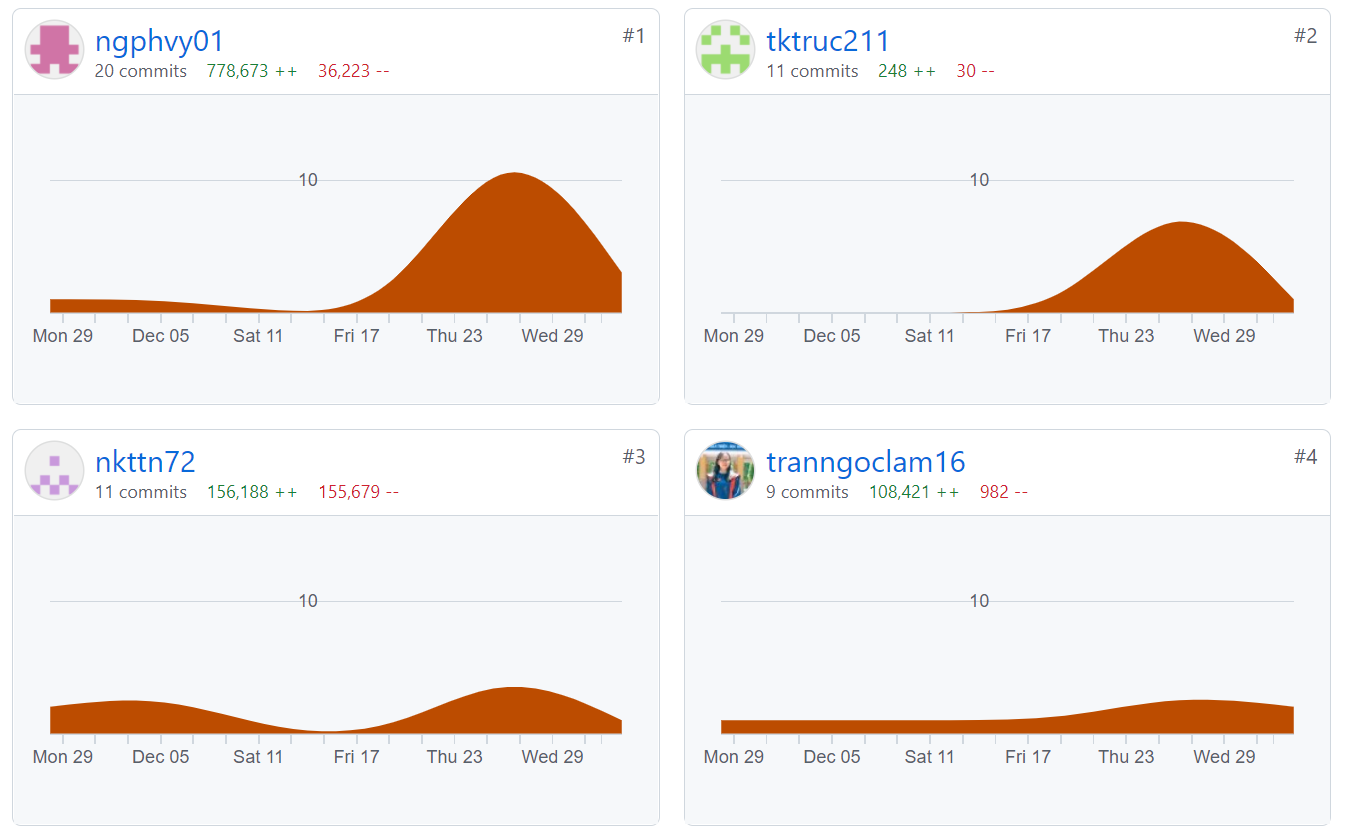 ngphvy01 #1
20 commits 778,673 ++ 36,223 --
10
Mon 29 Dec 05 Sat 11 Fri 17 Thu 23 Wed 29
tktruc211 #2
11 commits 248 ++ 30 --
10
Mon 29 Dec 05 Sat 11 Fri 17 Thu 23 Wed 29
nkttn72 #3
11 commits 156,188 ++ 155,679 --
10
Mon 29 Dec 05 Sat 11 Fri 17 Thu 23 Wed 29
tranngoclam16 #4
9 commits 108,421 ++ 982 --
10
Mon 29 Dec 05 Sat 11 Fri 17 Thu 23 Wed 29